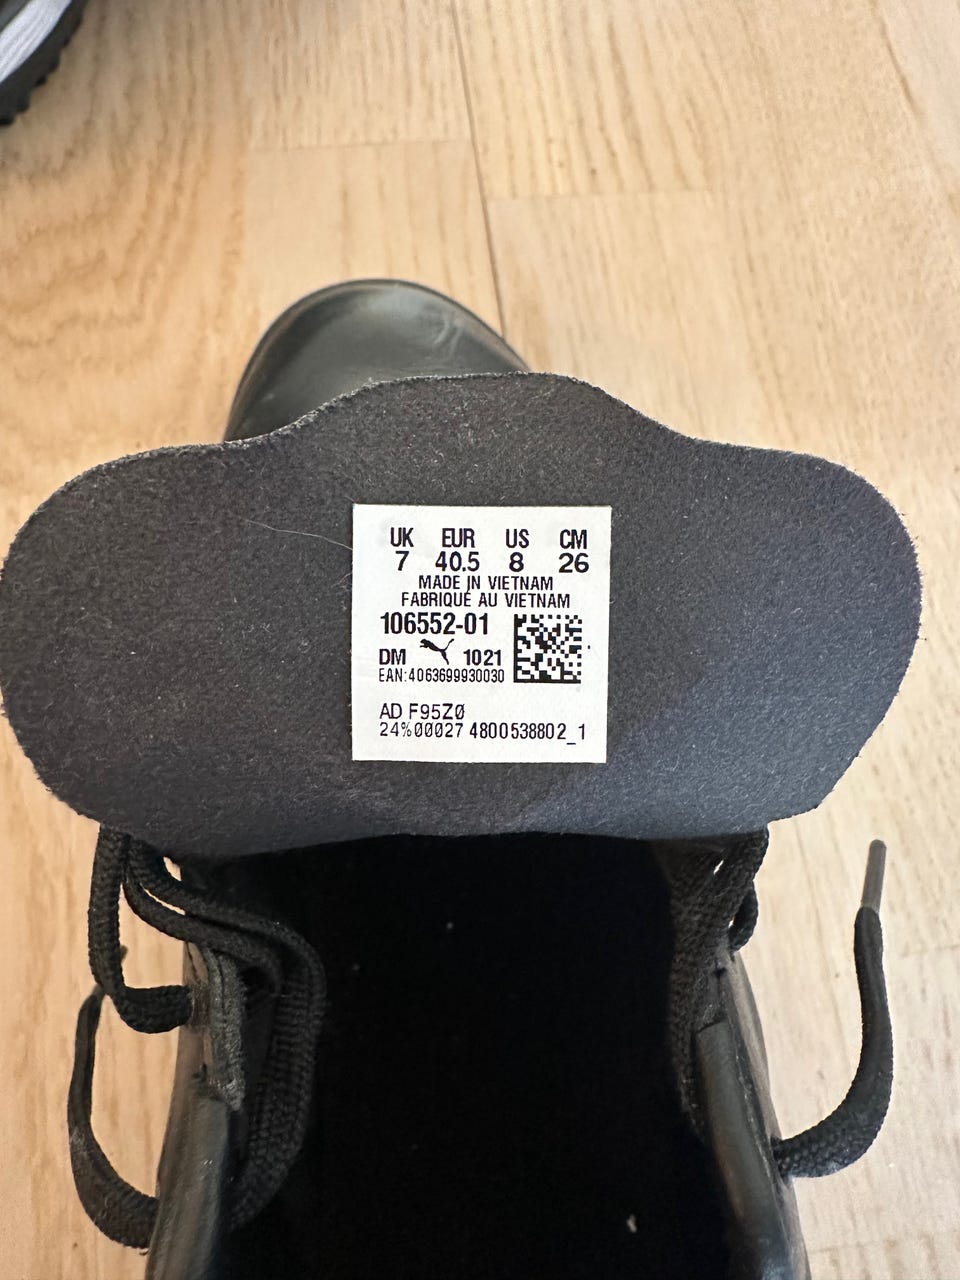 UK EUR US CM
7 40.5 8 26
MADE IN VIETNAM
FABRIQUÉ AU VIETNAM
106552-01
DM 1021
EAN:4063699930030
AD F95Z0
24%00027 4800538802_1